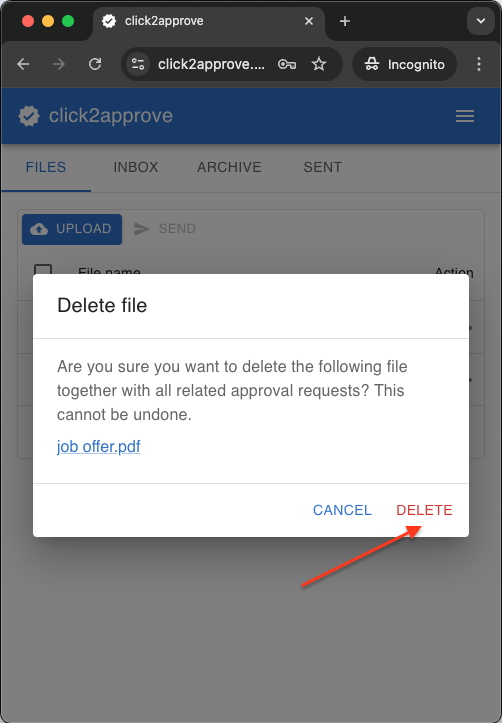 click2approve
click2approve....
Incognito
click2approve
FILES INBOX ARCHIVE SENT
UPLOAD SEND
File name Action
Delete file
Are you sure you want to delete the following file
together with all related approval requests? This
cannot be undone.
job offer.pdf
CANCEL DELETE